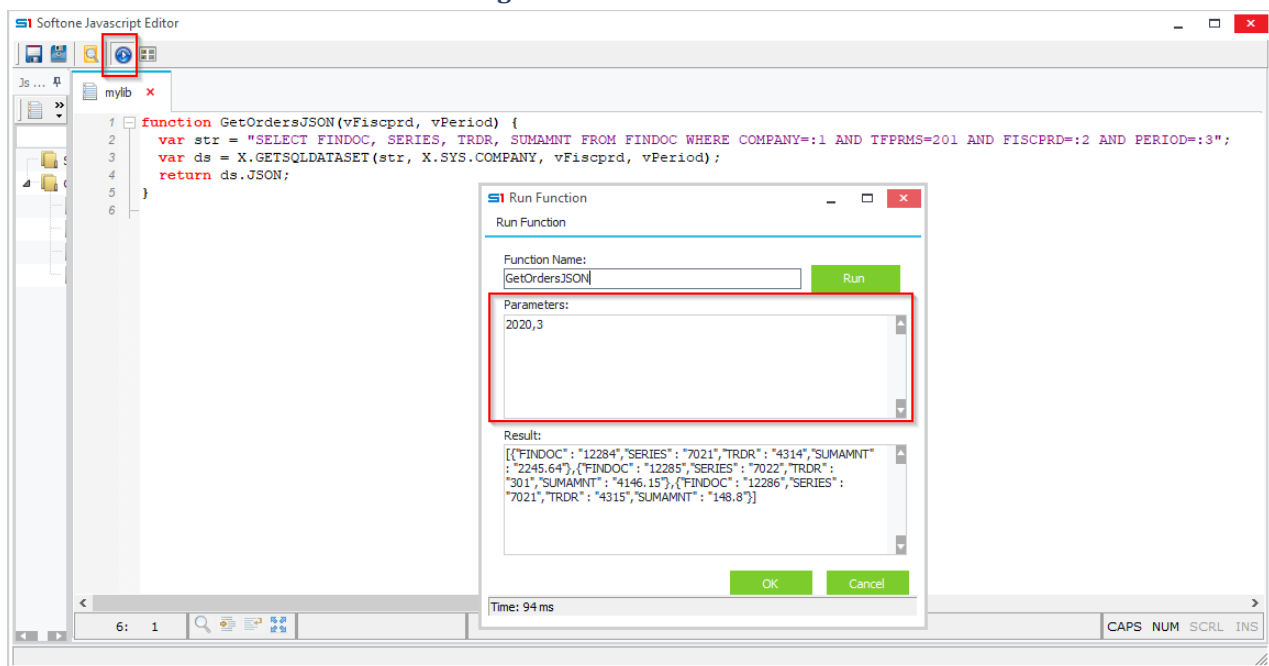 g
S1 Softone Javascript Editor
Js ...
mylib
1 function GetOrdersJSON(vFiscprd, vPeriod) {
2 var str = "SELECT FINDOC, SERIES, TRDR, SUMAMNT FROM FINDOC WHERE COMPANY=:1 AND TFPRMS=201 AND FISCPRD=:2 AND PERIOD=:3";
3 var ds = X.GETSQLDATASET(str, X.SYS.COMPANY, vFiscprd, vPeriod);
4 return ds.JSON;
5 }
6
S1 Run Function
Run Function
Function Name:
GetOrdersJSON
Run
Parameters:
2020,3
Result:
[{"FINDOC" : "12284","SERIES" : "7021","TRDR" : "4314","SUMAMNT"
: "2245.64"},{"FINDOC" : "12285","SERIES" : "7022","TRDR" :
"301","SUMAMNT" : "4146.15"},{"FINDOC" : "12286","SERIES" :
"7021","TRDR" : "4315","SUMAMNT" : "148.8"}]
OK Cancel
Time: 94 ms
6: 1
CAPS NUM SCRL INS